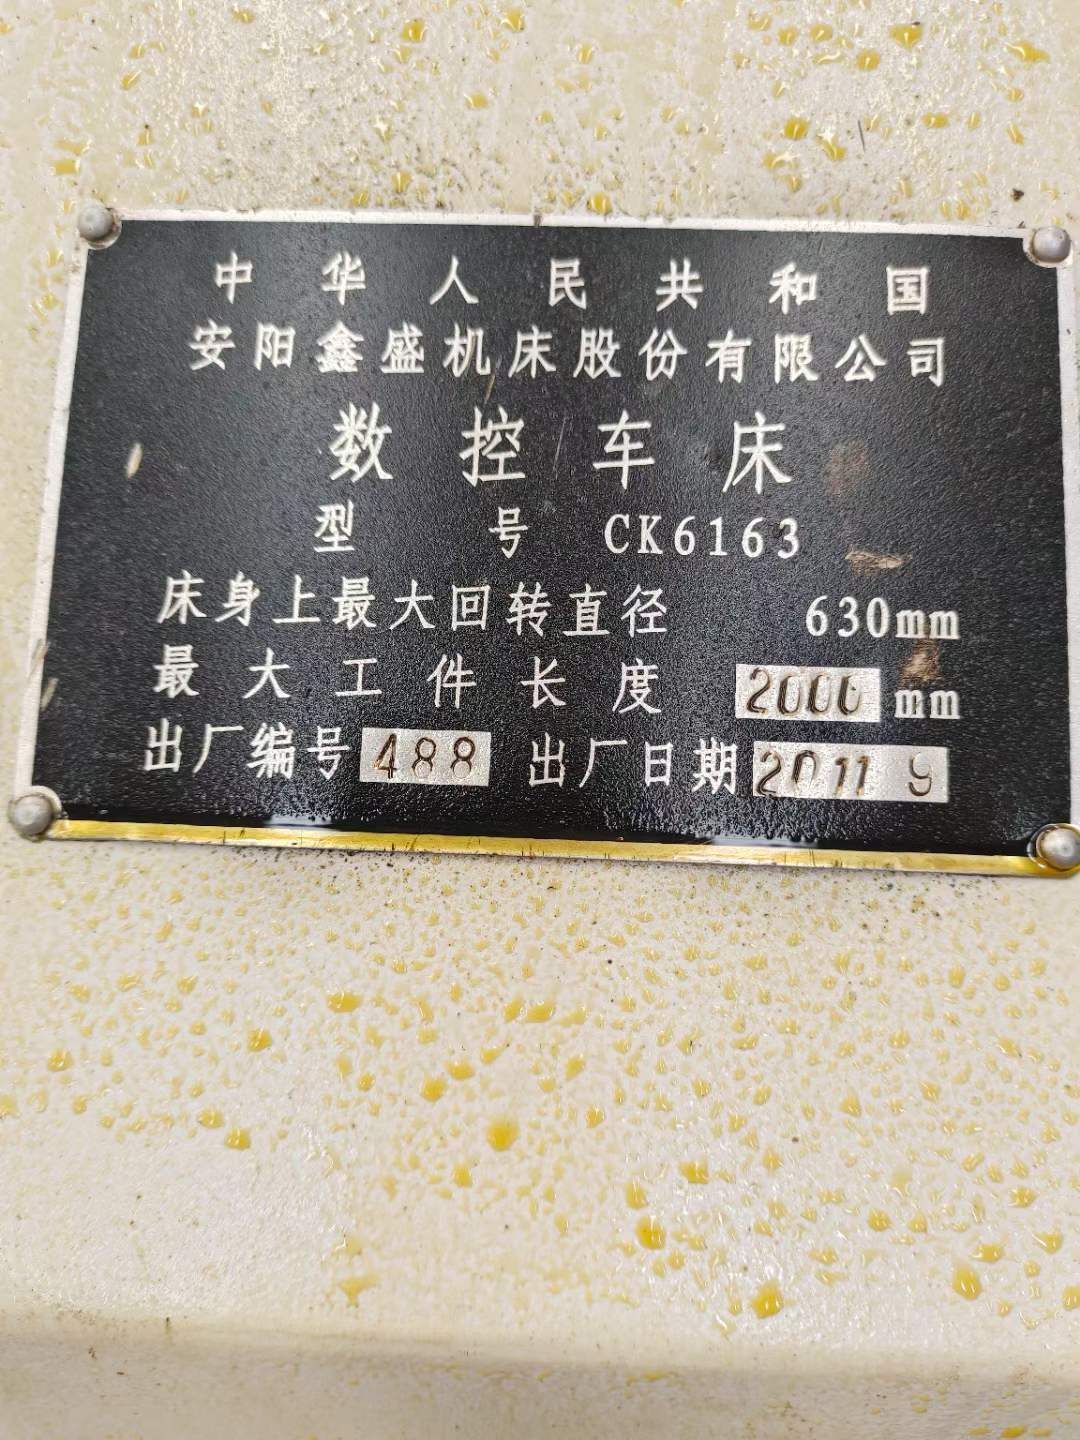 中华人民共和国
安阳鑫盛机床股份有限公司
数控车床
型号 CK6163
床身上最大回转直径 630mm
最大工件长度 2000 mm
出厂编号 488 出厂日期 2011 9